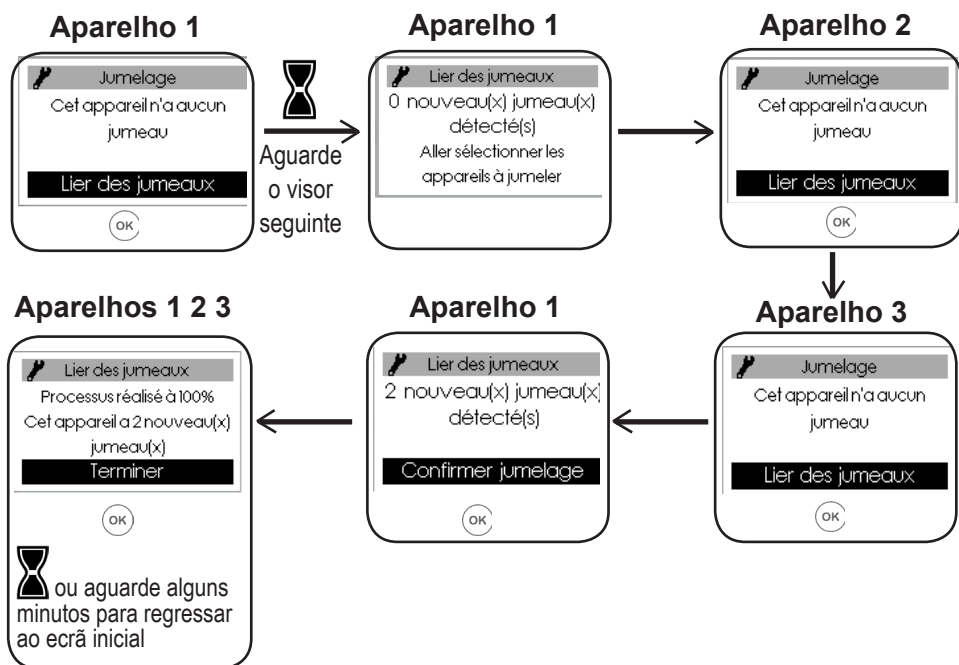 Aparelho 1
Jumelage
Cet appareil n'a aucun
jumeau
Lier des jumeaux
OK
Aguarde
o visor
seguinte
Aparelho 1
Lier des jumeaux
0 nouveau(x) jumeau(x)
détecté(s)
Aller sélectionner les
appareils à jumeler
Aparelho 2
Jumelage
Cet appareil n'a aucun
jumeau
Lier des jumeaux
OK
Aparelho 3
Jumelage
Cet appareil n'a aucun
jumeau
Lier des jumeaux
OK
Aparelho 1
Lier des jumeaux
2 nouveau(x) jumeau(x)
détecté(s)
Confirmer jumelage
OK
Aparelhos 1 2 3
Lier des jumeaux
Processus réalisé à 100%
Cet appareil a 2 nouveau(x)
jumeau(x)
Terminer
OK
ou aguarde alguns
minutos para regressar
ao ecrã inicial